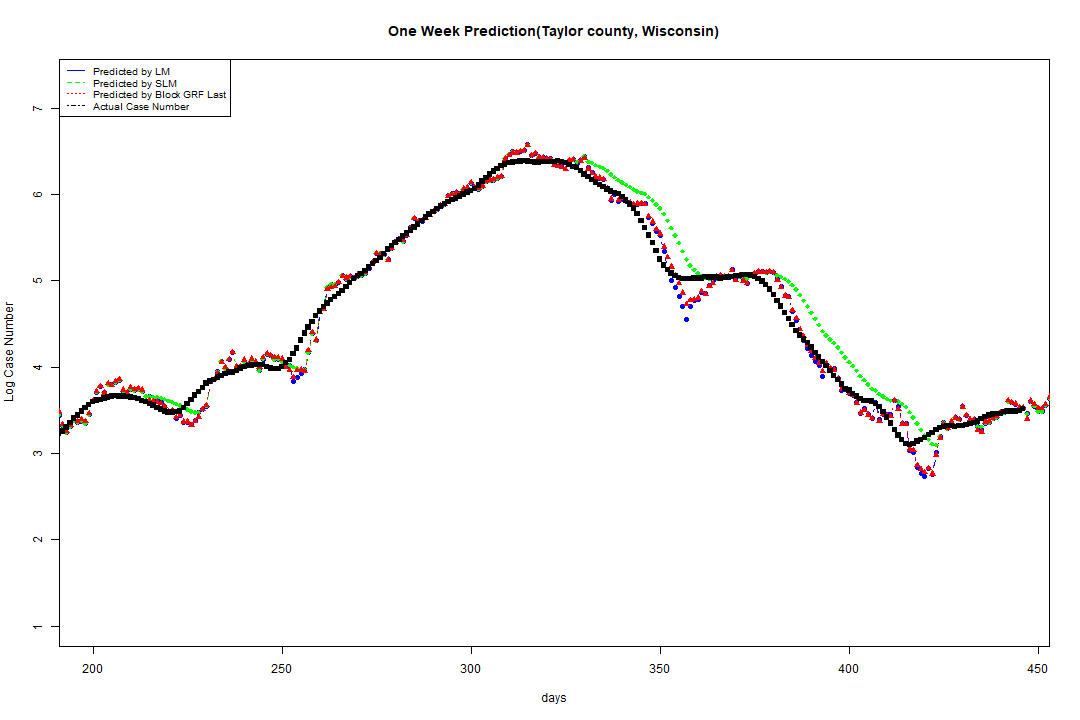 One Week Prediction(Taylor county, Wisconsin)
Predicted by LM
Predicted by SLM
Predicted by Block GRF Last
Actual Case Number
7
6
5
4
3
2
1
Log Case Number
200 250 300 350 400 450
days